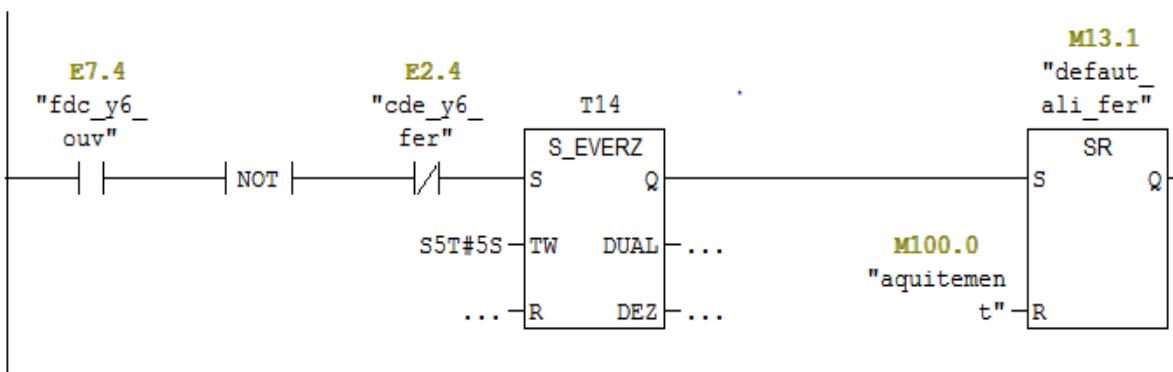 E7.4
"fdc_y6_
ouv"
NOT
E2.4
"cde_y6_
fer"
T14
S_EVERZ
S Q
S5T#5S TW DUAL ...
... R DEZ ...
M13.1
"defaut_
ali_fer"
SR
S Q
M100.0
"aquitemen
t" R